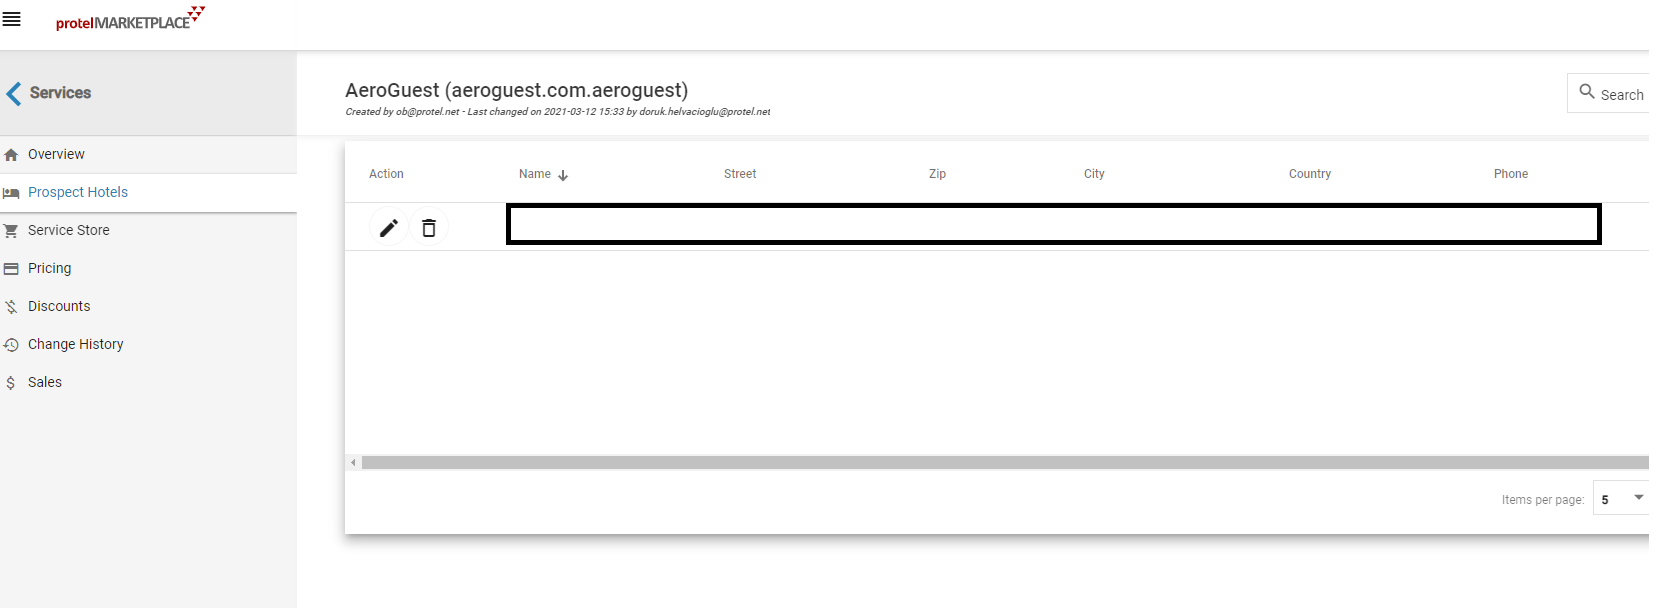 protelMARKETPLACE
Services
AeroGuest (aeroguest.com.aeroguest)
Created by ob@protel.net - Last changed on 2021-03-12 15:33 by doruk.helvacioglu@protel.net
Search
Overview
Prospect Hotels
Service Store
Pricing
Discounts
Change History
Sales
Action Name Street Zip City Country Phone
Items per page: 5